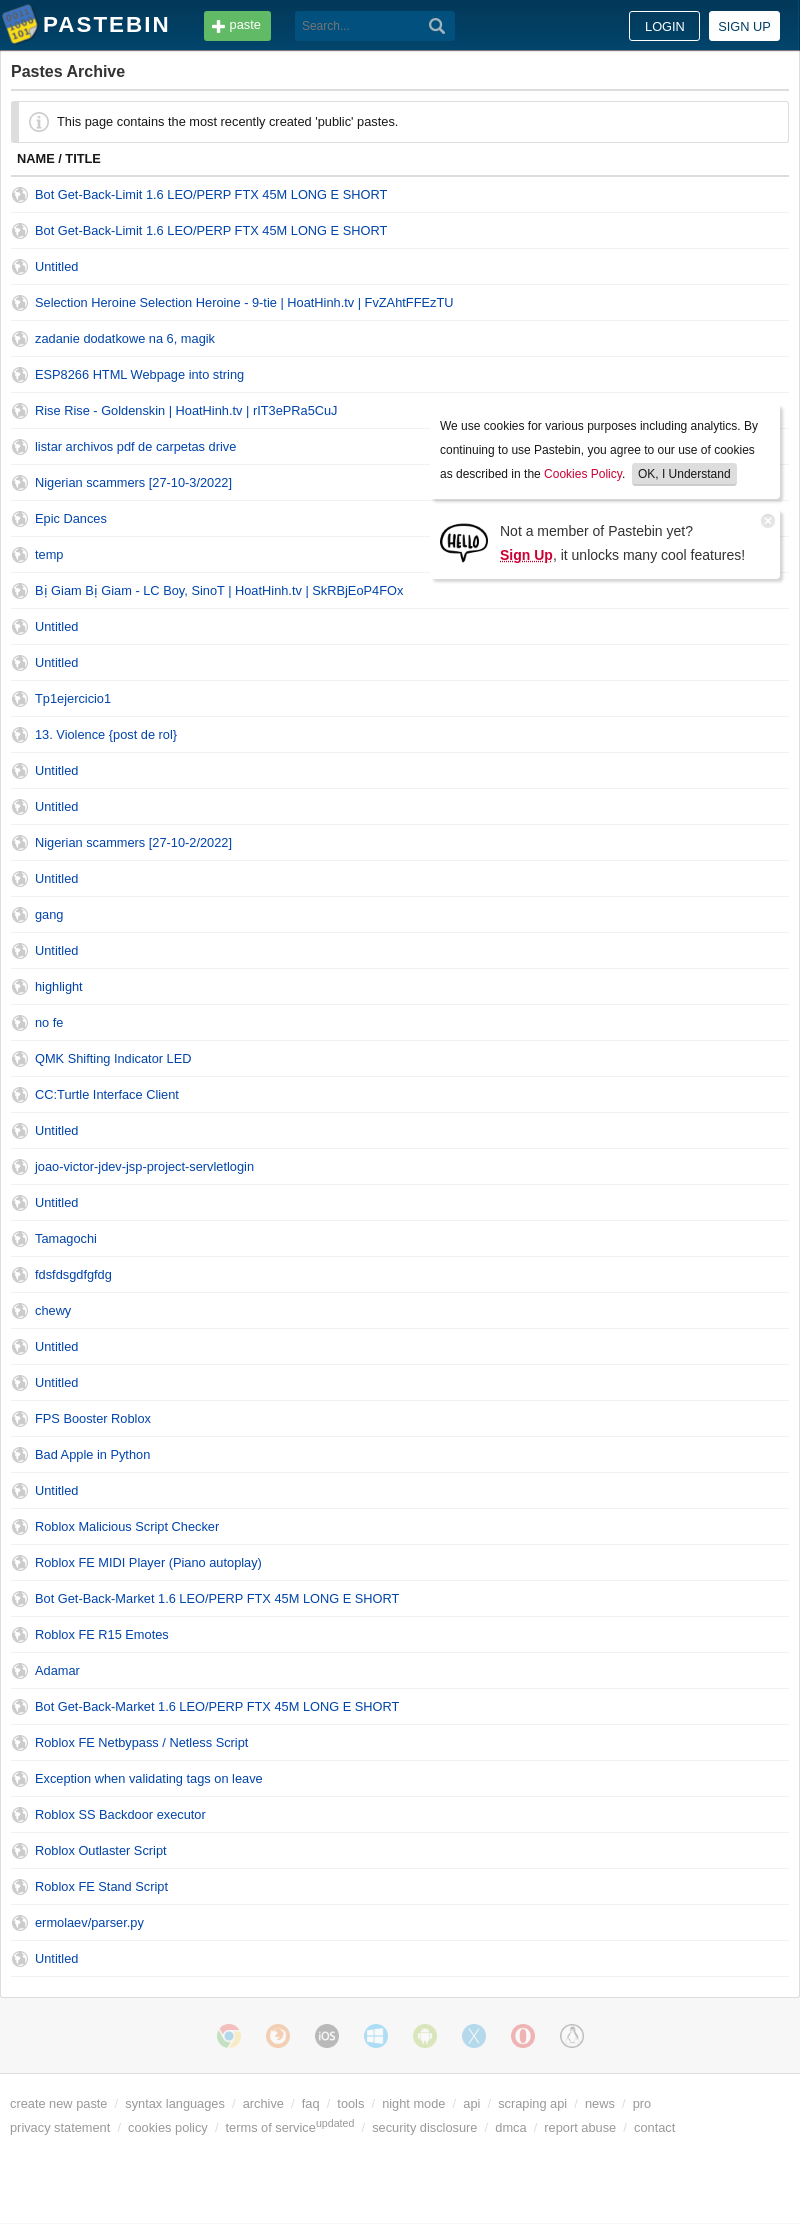 PASTEBIN
paste
Search...
LOGIN
SIGN UP
Pastes Archive
This page contains the most recently created 'public' pastes.
NAME / TITLE
Bot Get-Back-Limit 1.6 LEO/PERP FTX 45M LONG E SHORT
Bot Get-Back-Limit 1.6 LEO/PERP FTX 45M LONG E SHORT
Untitled
Selection Heroine Selection Heroine - 9-tie | HoatHinh.tv | FvZAhtFFEzTU
zadanie dodatkowe na 6, magik
ESP8266 HTML Webpage into string
Rise Rise - Goldenskin | HoatHinh.tv | rIT3ePRa5CuJ
listar archivos pdf de carpetas drive
Nigerian scammers [27-10-3/2022]
Epic Dances
temp
Bị Giam Bị Giam - LC Boy, SinoT | HoatHinh.tv | SkRBjEoP4FOx
We use cookies for various purposes including analytics. By
continuing to use Pastebin, you agree to our use of cookies
as described in the Cookies Policy. OK, I Understand
HELLO
Not a member of Pastebin yet?
Sign Up, it unlocks many cool features!
Untitled
Untitled
Tp1ejercicio1
13. Violence {post de rol}
Untitled
Untitled
Nigerian scammers [27-10-2/2022]
Untitled
gang
Untitled
highlight
no fe
QMK Shifting Indicator LED
CC:Turtle Interface Client
Untitled
joao-victor-jdev-jsp-project-servletlogin
Untitled
Tamagochi
fdsfdsgdfgfdg
chewy
Untitled
Untitled
FPS Booster Roblox
Bad Apple in Python
Untitled
Roblox Malicious Script Checker
Roblox FE MIDI Player (Piano autoplay)
Bot Get-Back-Market 1.6 LEO/PERP FTX 45M LONG E SHORT
Roblox FE R15 Emotes
Adamar
Bot Get-Back-Market 1.6 LEO/PERP FTX 45M LONG E SHORT
Roblox FE Netbypass / Netless Script
Exception when validating tags on leave
Roblox SS Backdoor executor
Roblox Outlaster Script
Roblox FE Stand Script
ermolaev/parser.py
Untitled
iOS
create new paste / syntax languages / archive / faq / tools / night mode / api / scraping api / news / pro
privacy statement / cookies policy / terms of service updated / security disclosure / dmca / report abuse / contact